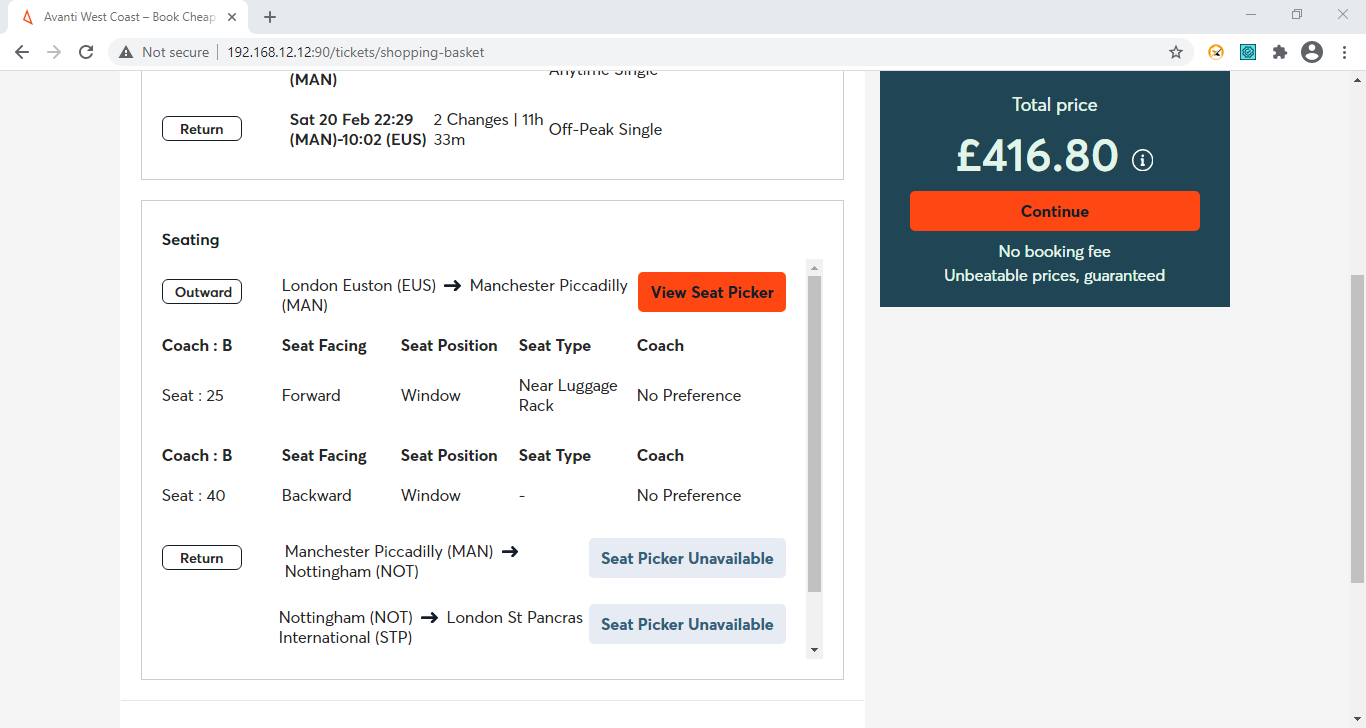 Avanti West Coast – Book Cheap
Not secure
192.168.12.12:90/tickets/shopping-basket
Anytime Single
(MAN)
Return
Sat 20 Feb 22:29 2 Changes | 11h
(MAN)-10:02 (EUS) 33m
Off-Peak Single
Total price
£416.80
Continue
No booking fee
Unbeatable prices, guaranteed
Seating
Outward
London Euston (EUS) → Manchester Piccadilly
(MAN)
View Seat Picker
Coach : B Seat Facing Seat Position Seat Type Coach
Seat : 25 Forward Window Near Luggage
Rack
No Preference
Coach : B Seat Facing Seat Position Seat Type Coach
Seat : 40 Backward Window - No Preference
Return
Manchester Piccadilly (MAN) →
Nottingham (NOT)
Seat Picker Unavailable
Nottingham (NOT) → London St Pancras
International (STP)
Seat Picker Unavailable